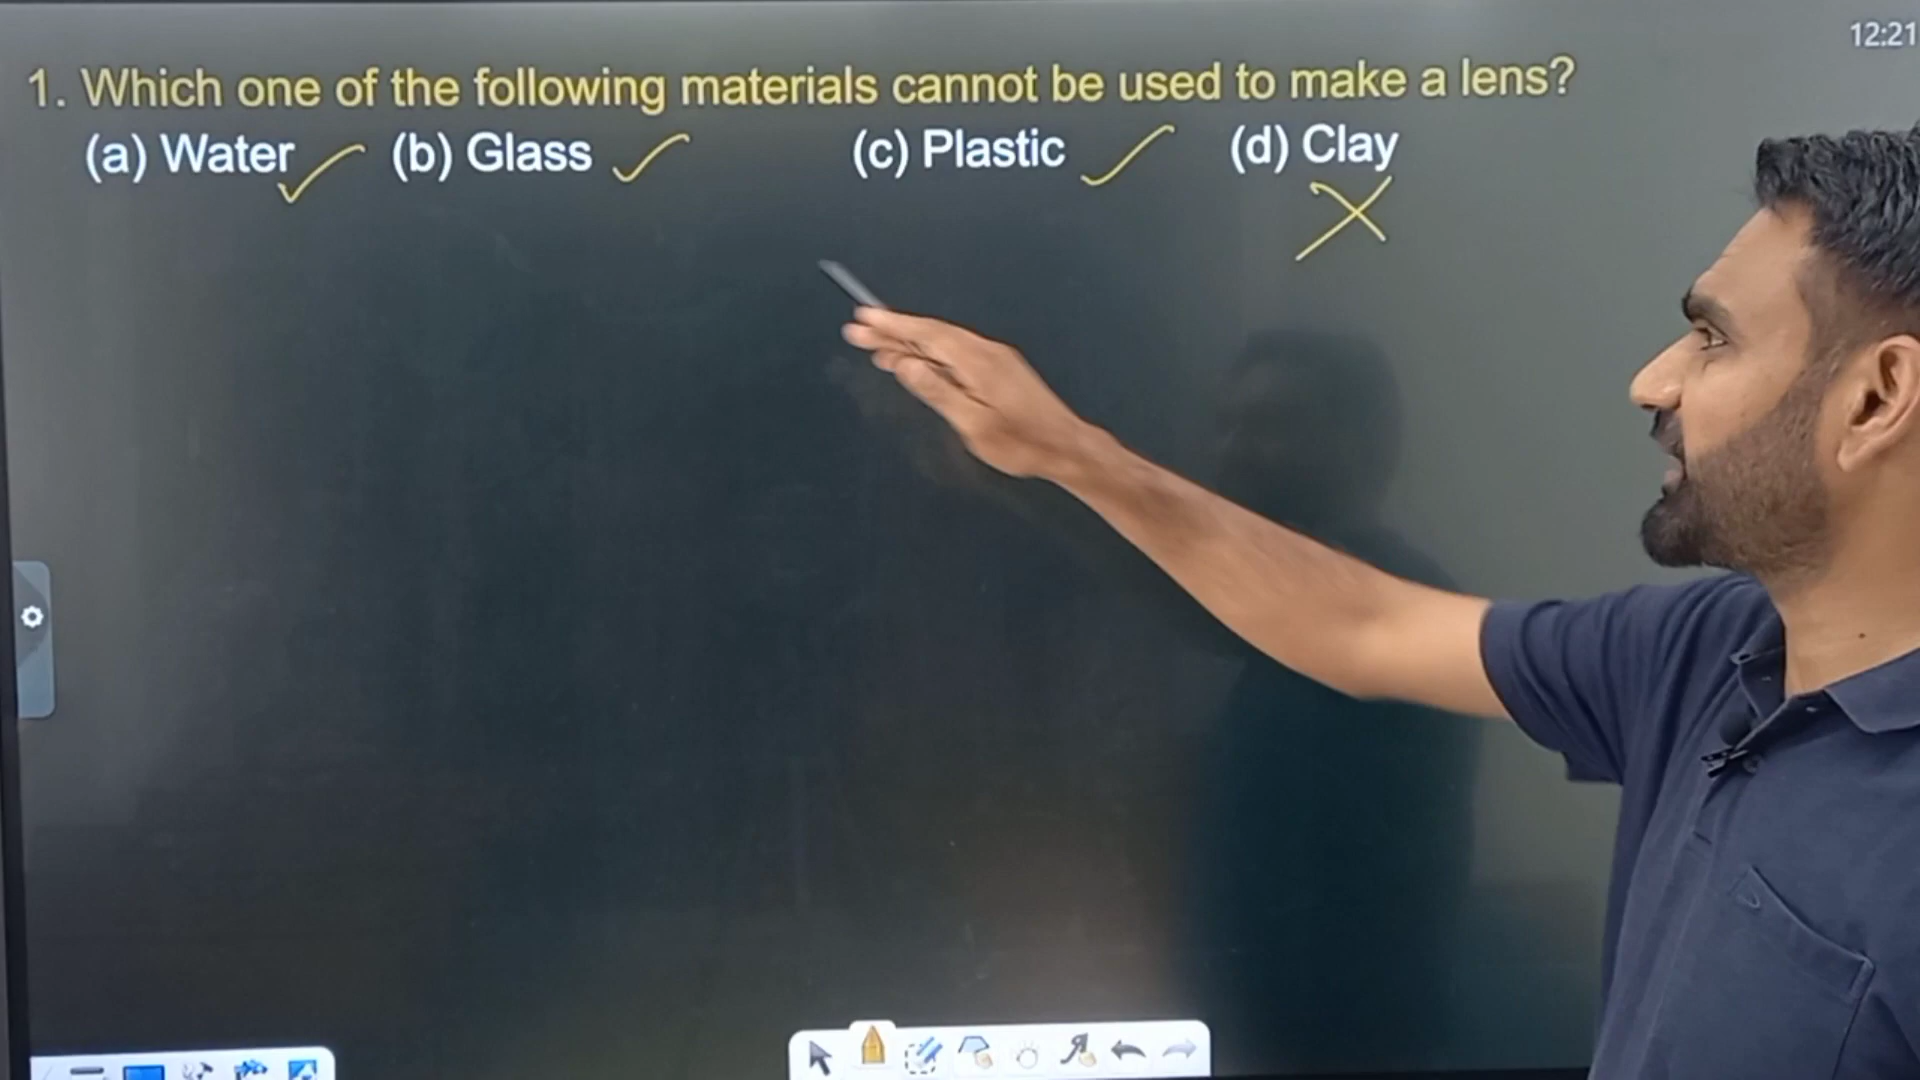 12:21
1. Which one of the following materials cannot be used to make a lens?
(a) Water (b) Glass (c) Plastic (d) Clay